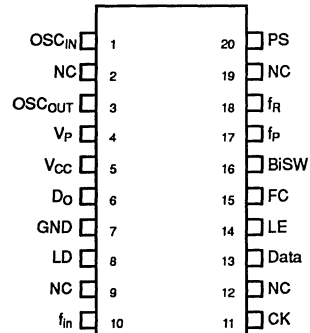 OSCIN 1 20 PS
NC 2 19 NC
OSCOUT 3 18 fR
VP 4 17 fP
VCC 5 16 BiSW
DO 6 15 FC
GND 7 14 LE
LD 8 13 Data
NC 9 12 NC
fin 10 11 CK